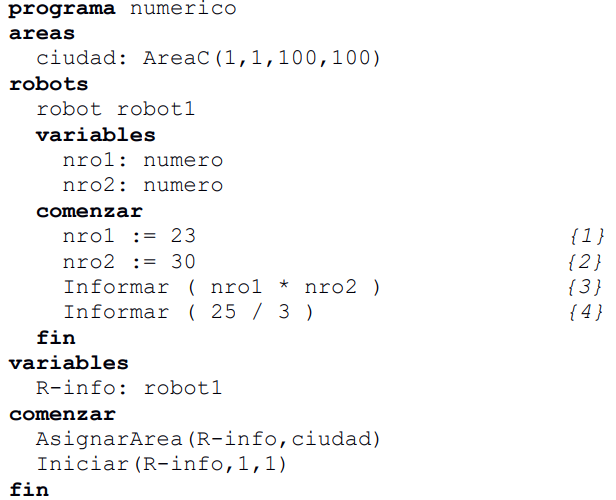 programa numerico
areas
ciudad: AreaC(1,1,100,100)
robots
robot robot1
variables
nro1: numero
nro2: numero
comenzar
nro1 := 23 {1}
nro2 := 30 {2}
Informar ( nro1 * nro2 ) {3}
Informar ( 25 / 3 ) {4}
fin
variables
R-info: robot1
comenzar
AsignarArea(R-info,ciudad)
Iniciar(R-info,1,1)
fin